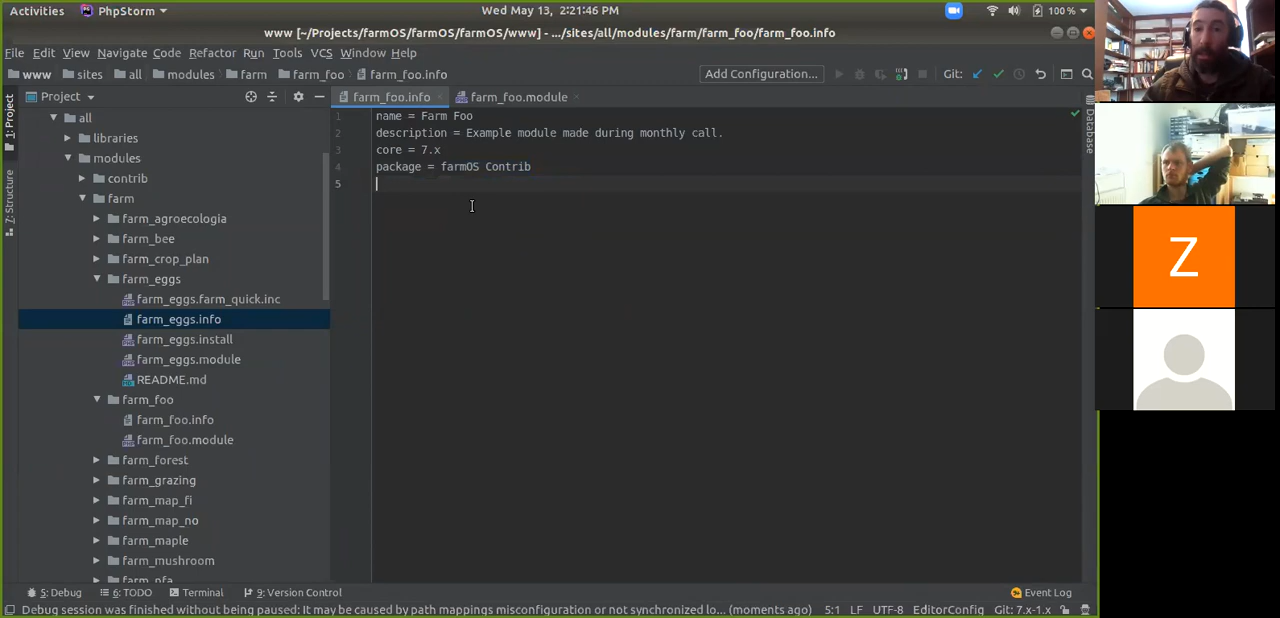 Activities PhpStorm Wed May 13, 2:21:46 PM 100 %
www [~/Projects/farmOS/farmOS/www] - .../sites/all/modules/farm/farm_foo/farm_foo.info
File Edit View Navigate Code Refactor Run Tools VCS Window Help
www sites all modules farm farm_foo farm_foo.info Add Configuration... Git:
Project farm_foo.info farm_foo.module
1: Project
7: Structure
Database
all
libraries
modules
contrib
farm
farm_agroecologia
farm_bee
farm_crop_plan
farm_eggs
farm_eggs.farm_quick.inc
farm_eggs.info
farm_eggs.install
farm_eggs.module
README.md
farm_foo
farm_foo.info
farm_foo.module
farm_forest
farm_grazing
farm_map_fi
farm_map_no
farm_maple
farm_mushroom
farm_nfa
1 name = Farm Foo
2 description = Example module made during monthly call.
3 core = 7.x
4 package = farmOS Contrib
5
Z
5: Debug 6: TODO Terminal 9: Version Control Event Log
Debug session was finished without being paused: It may be caused by path mappings misconfiguration or not synchronized lo... (moments ago) 5:1 LF UTF-8 EditorConfig Git: 7.x-1.x